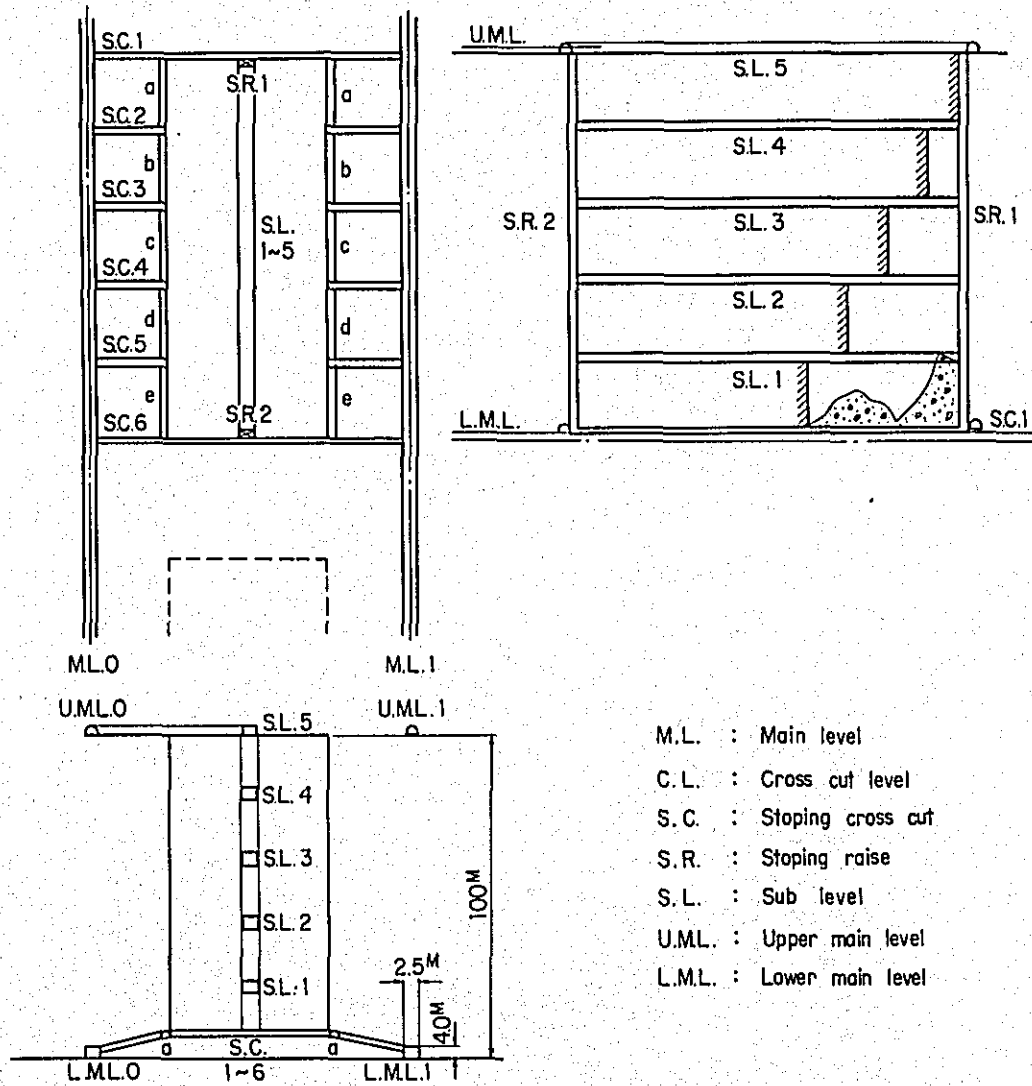 S.C.1
S.R.1
a
a
S.C.2
b
b
S.C.3
S.L.
1~5
c
c
S.C.4
d
d
S.C.5
e
e
S.R.2
S.C.6
M.L.0
M.L.1
U.M.L.
S.L.5
S.L.4
S.R.2
S.L.3
S.R.1
S.L.2
S.L.1
L.M.L.
S.C.1
U.M.L.0
S.L.5
U.M.L.1
S.L.4
S.L.3
S.L.2
S.L.1
100M
2.5M
4.0M
a
S.C.
a
L.M.L.0
1~6
L.M.L.1
M.L. : Main level
C.L. : Cross cut level
S.C. : Stoping cross cut
S.R. : Stoping raise
S.L. : Sub level
U.M.L. : Upper main level
L.M.L. : Lower main level